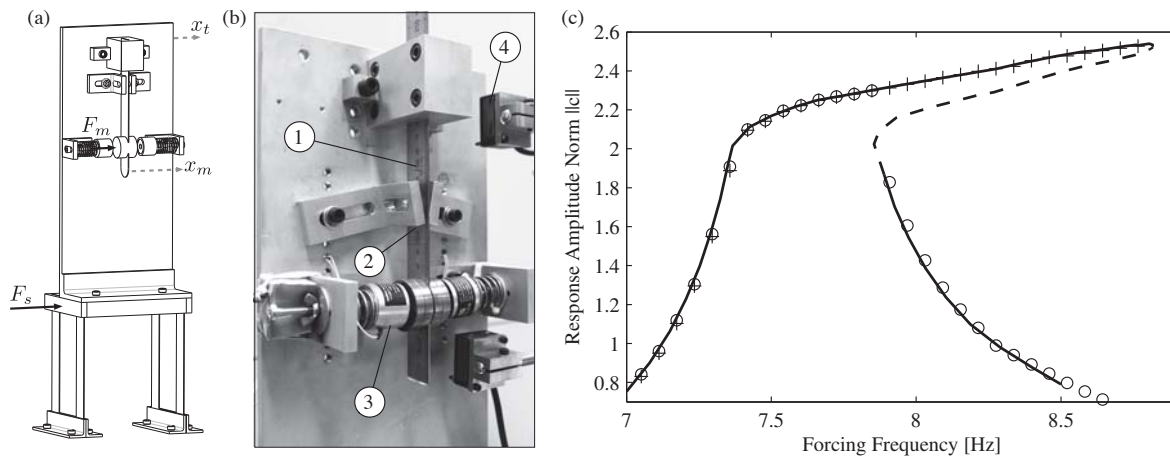 (a)
x_t
F_m
x_m
F_s
(b)
4
1
2
3
(c)
2.6
2.4
2.2
2
1.8
1.6
1.4
1.2
1
0.8
Response Amplitude Norm ||c||
7
7.5
8
8.5
Forcing Frequency [Hz]